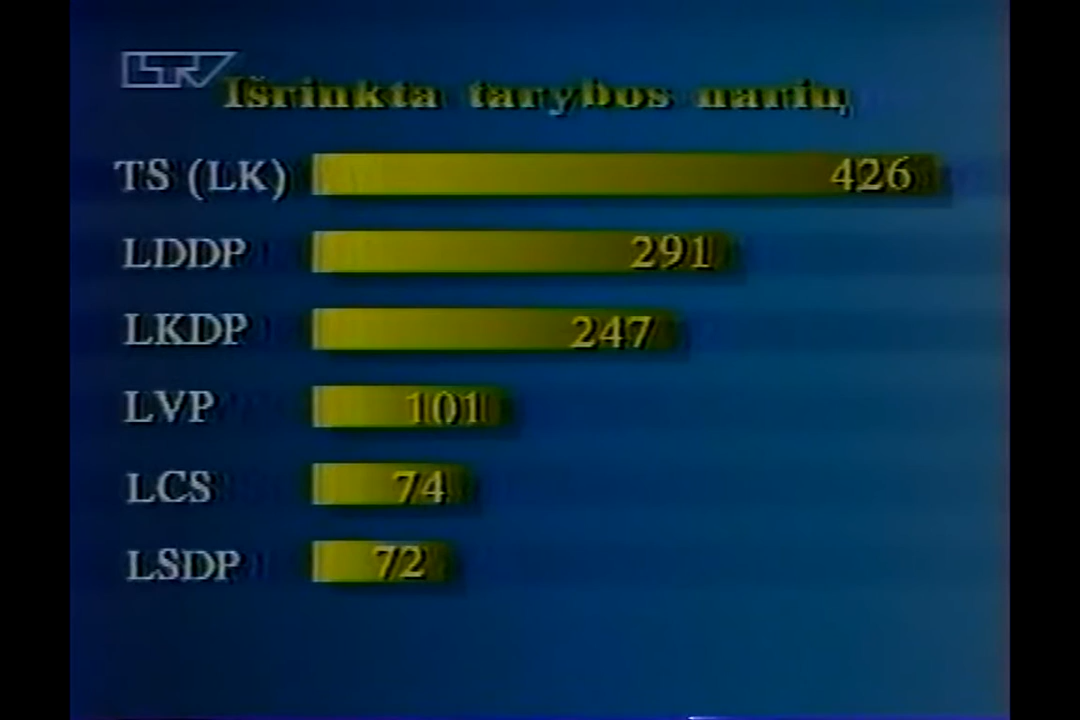 LTV
Išrinkta tarybos narių
TS (LK) 426
LDDP 291
LKDP 247
LVP 101
LCS 74
LSDP 72